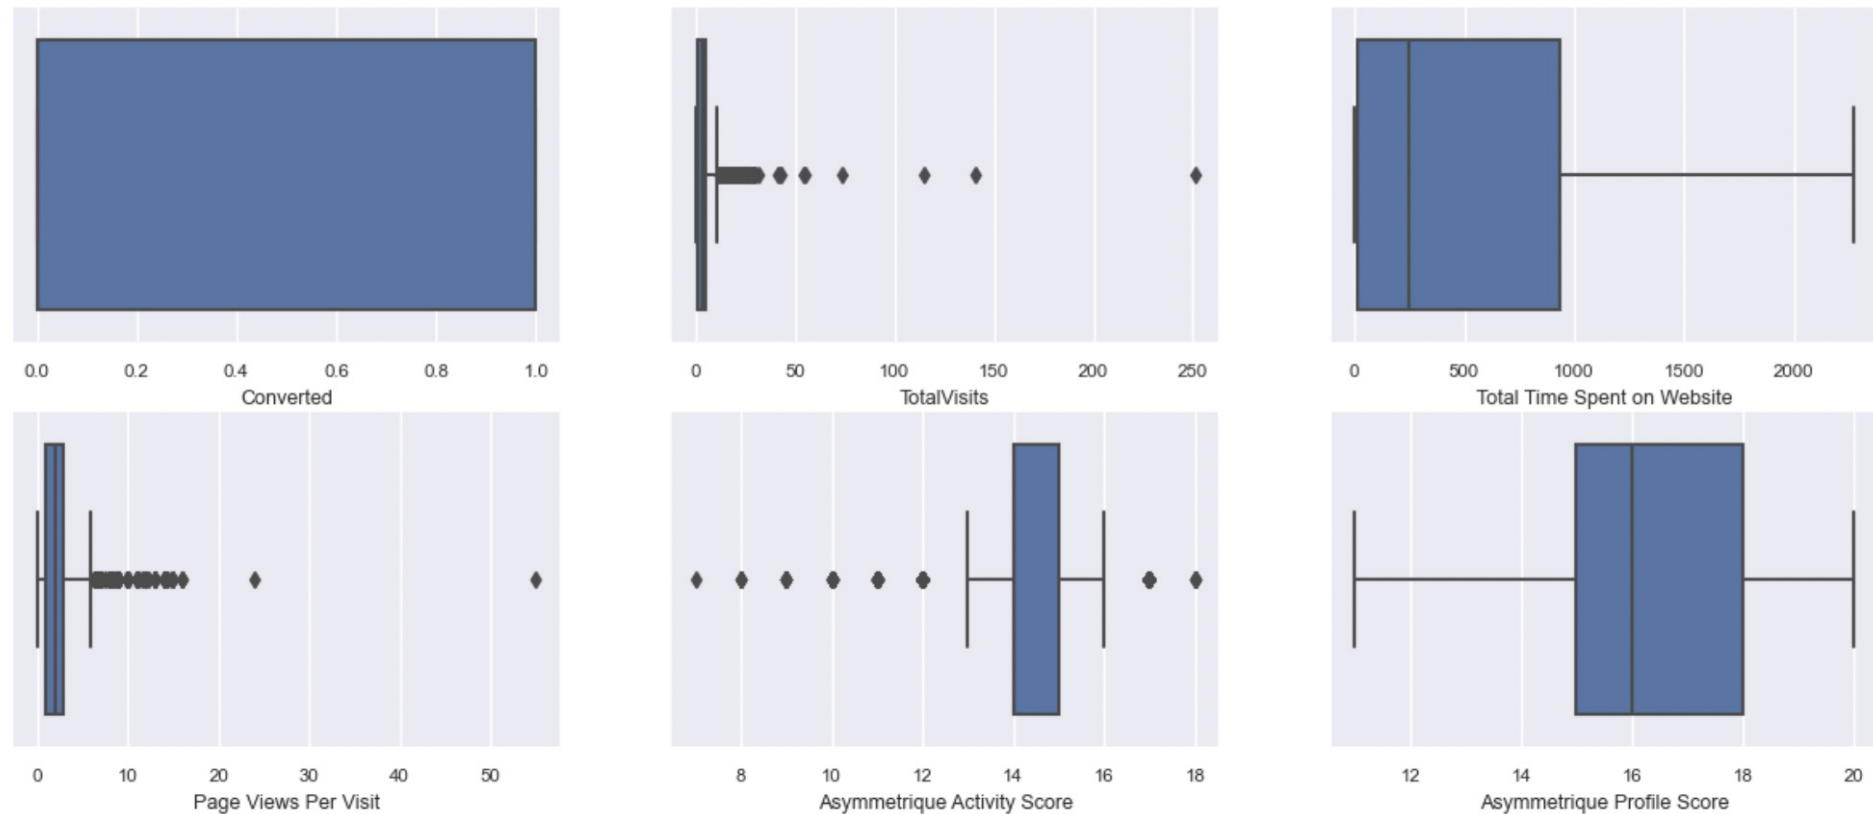 0.0 0.2 0.4 0.6 0.8 1.0
Converted
0 50 100 150 200 250
TotalVisits
0 500 1000 1500 2000
Total Time Spent on Website
0 10 20 30 40 50
Page Views Per Visit
8 10 12 14 16 18
Asymmetrique Activity Score
12 14 16 18 20
Asymmetrique Profile Score